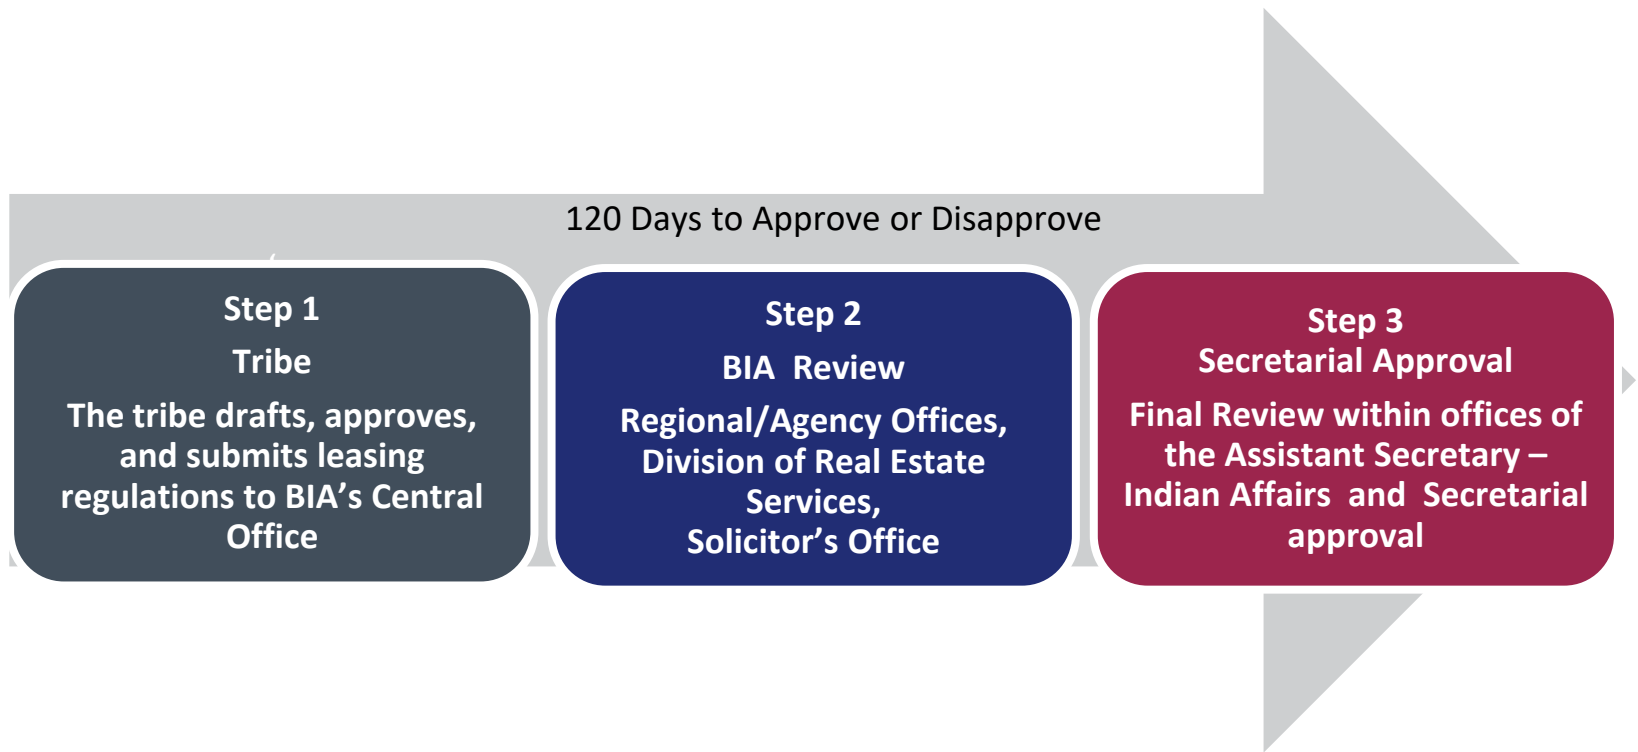 120 Days to Approve or Disapprove
Step 1
Tribe
The tribe drafts, approves,
and submits leasing
regulations to BIA’s Central
Office
Step 2
BIA  Review
Regional/Agency Offices,
Division of Real Estate
Services,
Solicitor’s Office
Step 3
Secretarial Approval
Final Review within offices of
the Assistant Secretary –
Indian Affairs  and  Secretarial
approval